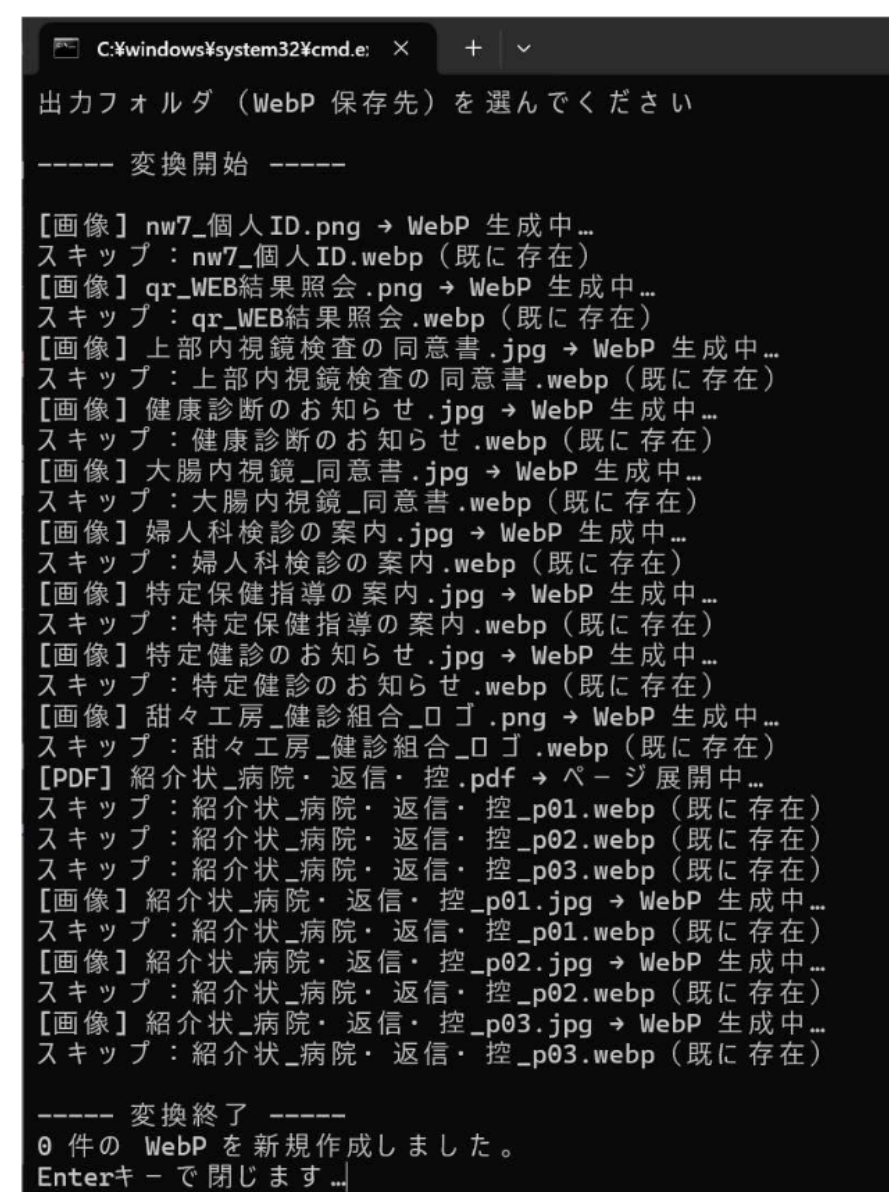 C:¥windows¥system32¥cmd.e:
出力フォルダ（WebP 保存先）を選んでください
----- 変換開始 -----
[画像] nw7_個人ID.png → WebP 生成中…
スキップ：nw7_個人ID.webp（既に存在）
[画像] qr_WEB結果照会.png → WebP 生成中…
スキップ：qr_WEB結果照会.webp（既に存在）
[画像] 上部内視鏡検査の同意書.jpg → WebP 生成中…
スキップ：上部内視鏡検査の同意書.webp（既に存在）
[画像] 健康診断のお知らせ.jpg → WebP 生成中…
スキップ：健康診断のお知らせ.webp（既に存在）
[画像] 大腸内視鏡_同意書.jpg → WebP 生成中…
スキップ：大腸内視鏡_同意書.webp（既に存在）
[画像] 婦人科検診の案内.jpg → WebP 生成中…
スキップ：婦人科検診の案内.webp（既に存在）
[画像] 特定保健指導の案内.jpg → WebP 生成中…
スキップ：特定保健指導の案内.webp（既に存在）
[画像] 特定健診のお知らせ.jpg → WebP 生成中…
スキップ：特定健診のお知らせ.webp（既に存在）
[画像] 甜々工房_健診組合_ロゴ.png → WebP 生成中…
スキップ：甜々工房_健診組合_ロゴ.webp（既に存在）
[PDF] 紹介状_病院・返信・控.pdf → ページ展開中…
スキップ：紹介状_病院・返信・控_p01.webp（既に存在）
スキップ：紹介状_病院・返信・控_p02.webp（既に存在）
スキップ：紹介状_病院・返信・控_p03.webp（既に存在）
[画像] 紹介状_病院・返信・控_p01.jpg → WebP 生成中…
スキップ：紹介状_病院・返信・控_p01.webp（既に存在）
[画像] 紹介状_病院・返信・控_p02.jpg → WebP 生成中…
スキップ：紹介状_病院・返信・控_p02.webp（既に存在）
[画像] 紹介状_病院・返信・控_p03.jpg → WebP 生成中…
スキップ：紹介状_病院・返信・控_p03.webp（既に存在）
----- 変換終了 -----
0 件の WebP を新規作成しました。
Enterキーで閉じます…